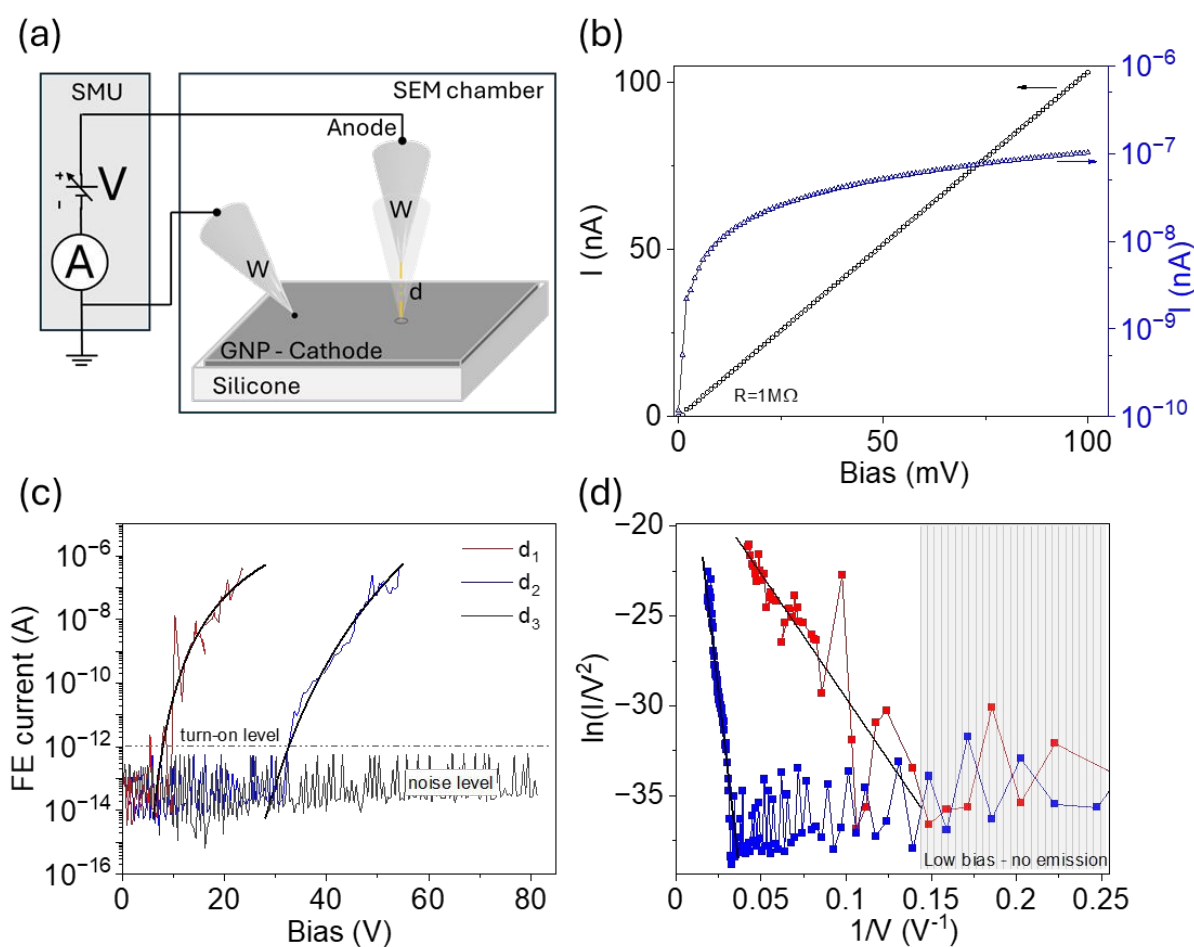 (a)
SMU
SEM chamber
Anode
+
V
-
W
A
W
d
GNP - Cathode
Silicone
(b)
100
50
0
I (nA)
10⁻⁶
10⁻⁷
10⁻⁸
10⁻⁹
10⁻¹⁰
I (nA)
R=1MΩ
0 50 100
Bias (mV)
(c)
10⁻⁶
10⁻⁸
10⁻¹⁰
10⁻¹²
10⁻¹⁴
10⁻¹⁶
FE current (A)
d₁
d₂
d₃
turn-on level
noise level
0 20 40 60 80
Bias (V)
(d)
−20
−25
−30
−35
ln(I/V²)
Low bias - no emission
0 0.05 0.1 0.15 0.2 0.25
1/V (V⁻¹)